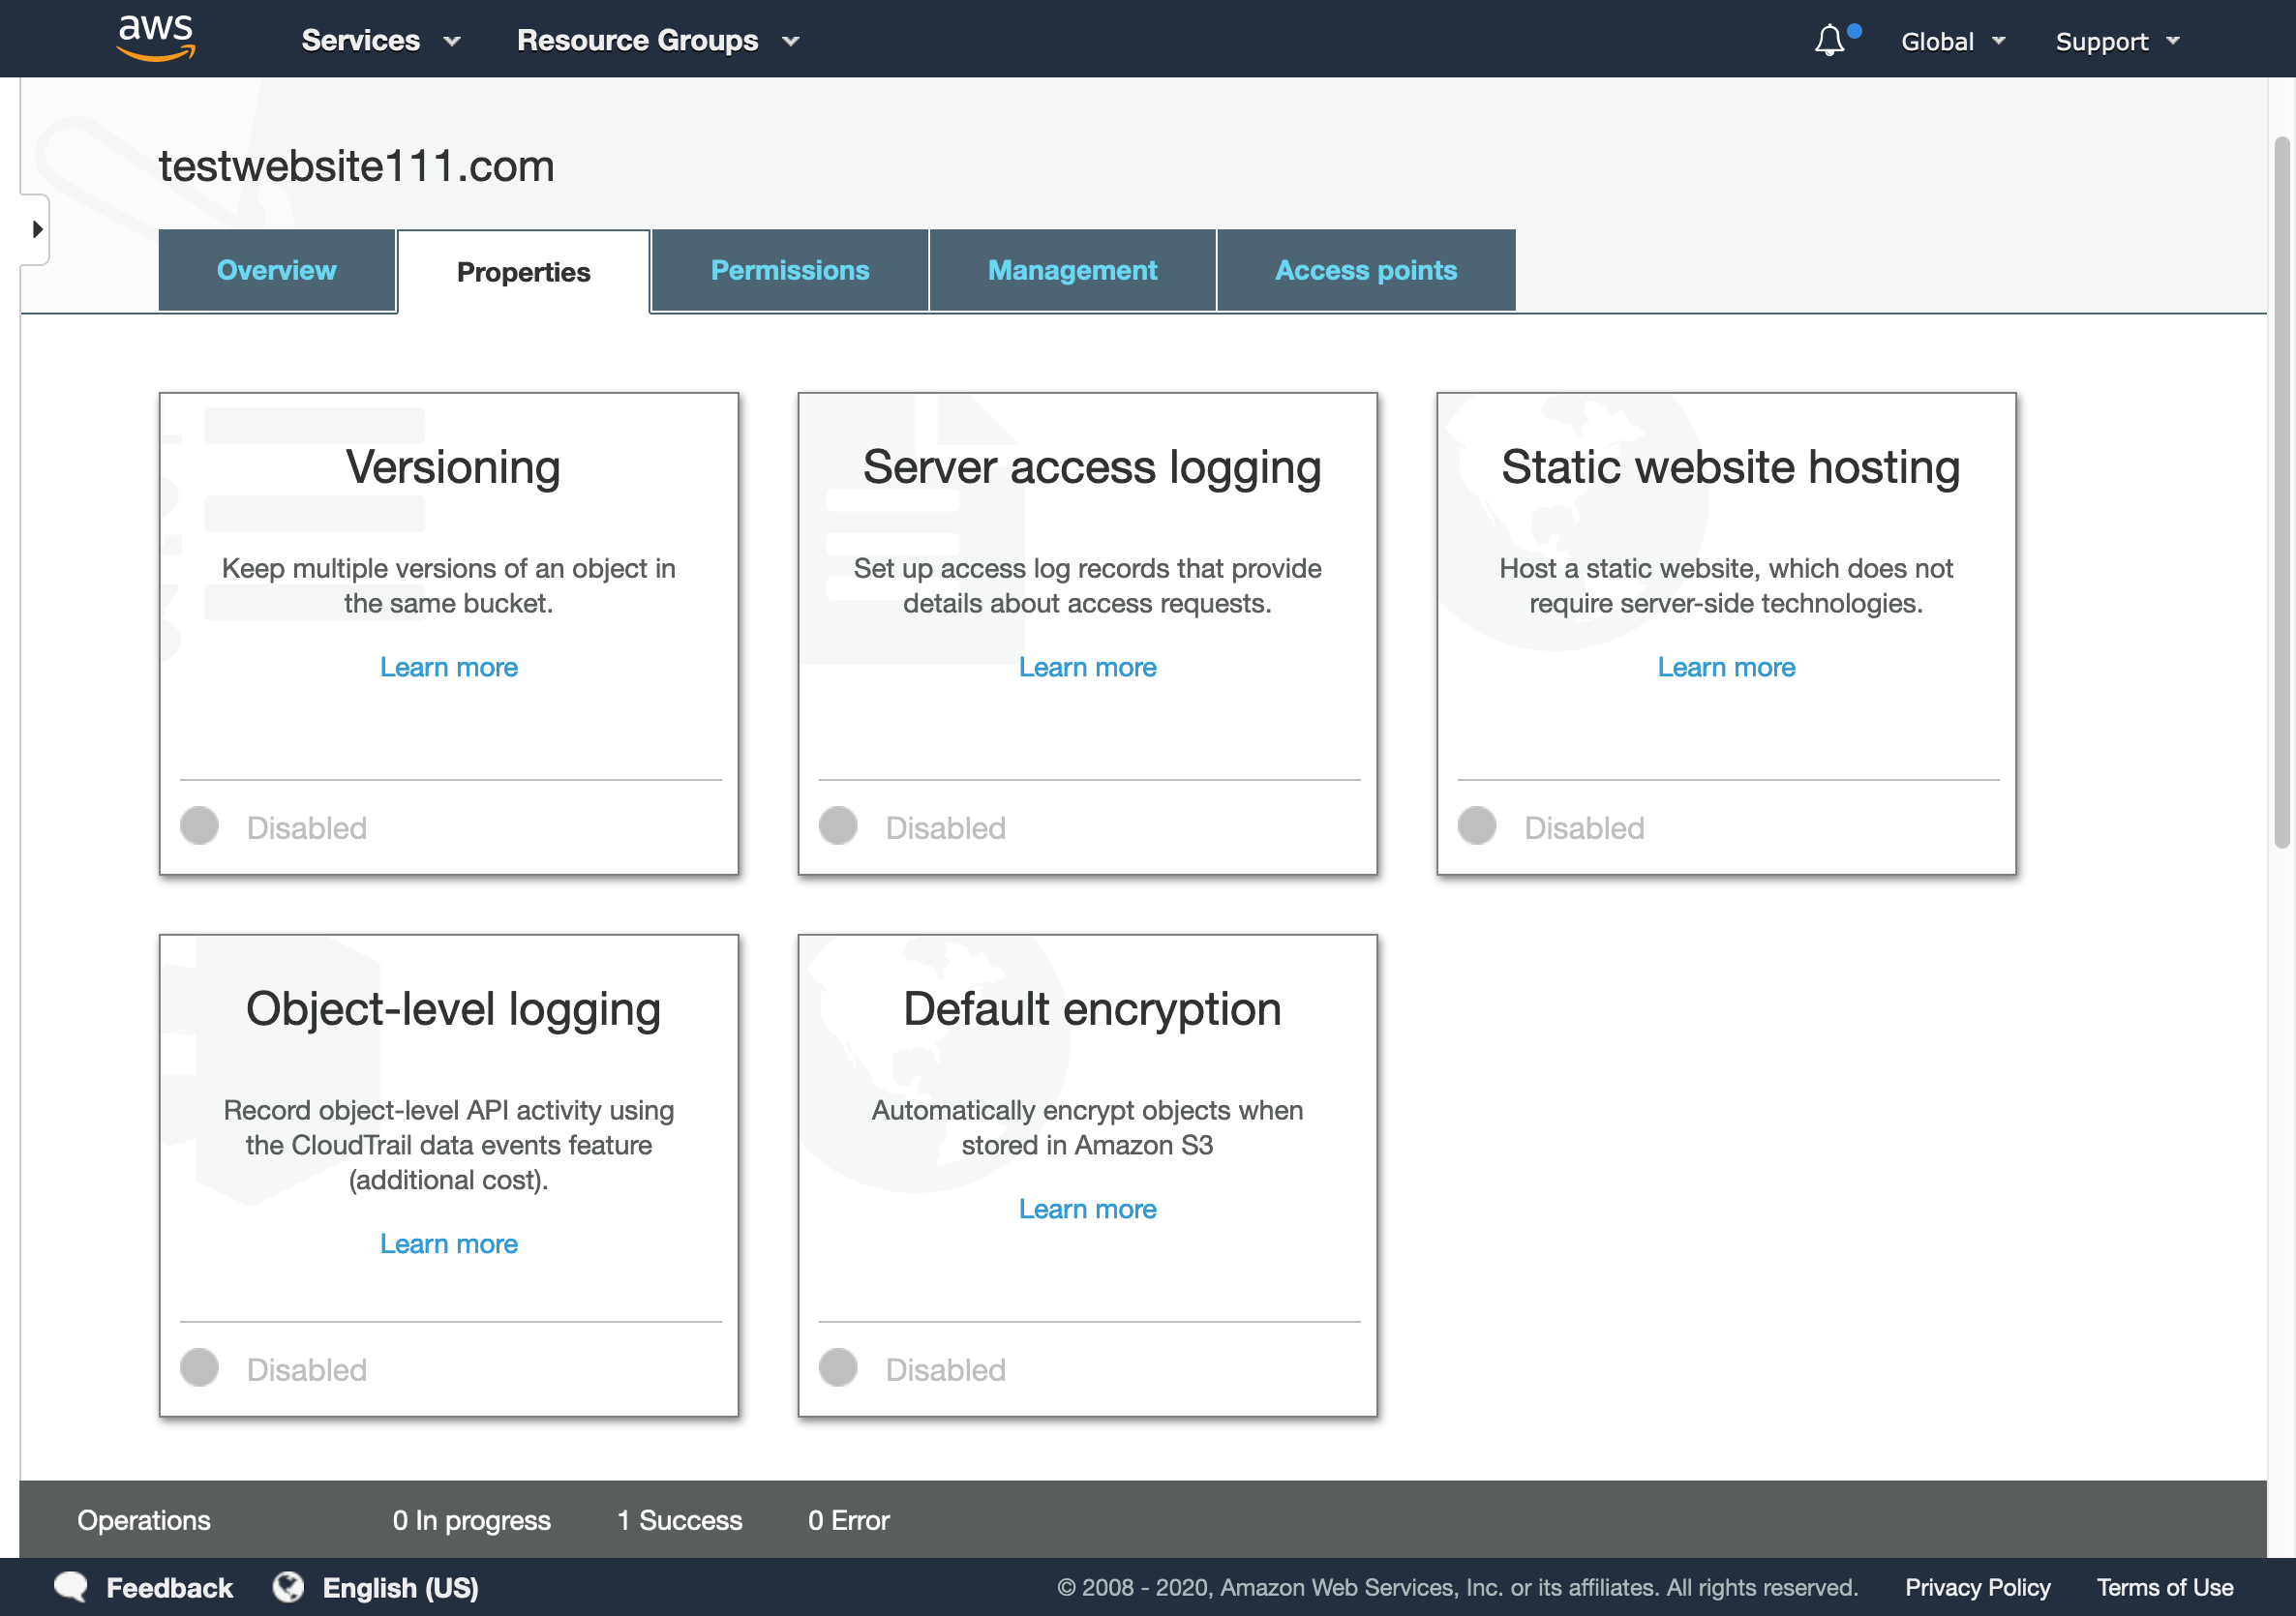 aws
Services
Resource Groups
Global
Support
testwebsite111.com
Overview
Properties
Permissions
Management
Access points
Versioning
Keep multiple versions of an object in
the same bucket.
Learn more
Disabled
Server access logging
Set up access log records that provide
details about access requests.
Learn more
Disabled
Static website hosting
Host a static website, which does not
require server-side technologies.
Learn more
Disabled
Object-level logging
Record object-level API activity using
the CloudTrail data events feature
(additional cost).
Learn more
Disabled
Default encryption
Automatically encrypt objects when
stored in Amazon S3
Learn more
Disabled
Operations
0 In progress
1 Success
0 Error
Feedback
English (US)
© 2008 - 2020, Amazon Web Services, Inc. or its affiliates. All rights reserved.
Privacy Policy
Terms of Use